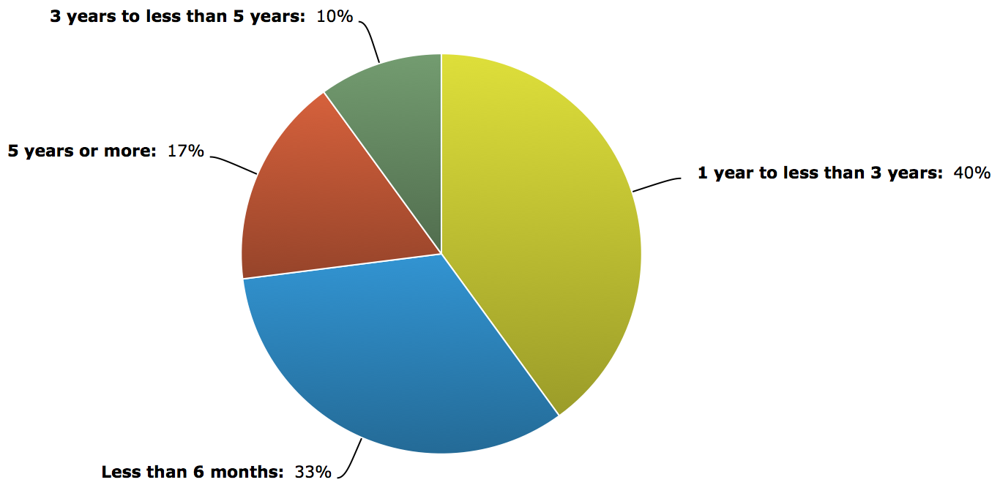 3 years to less than 5 years: 10%
5 years or more: 17%
1 year to less than 3 years: 40%
Less than 6 months: 33%